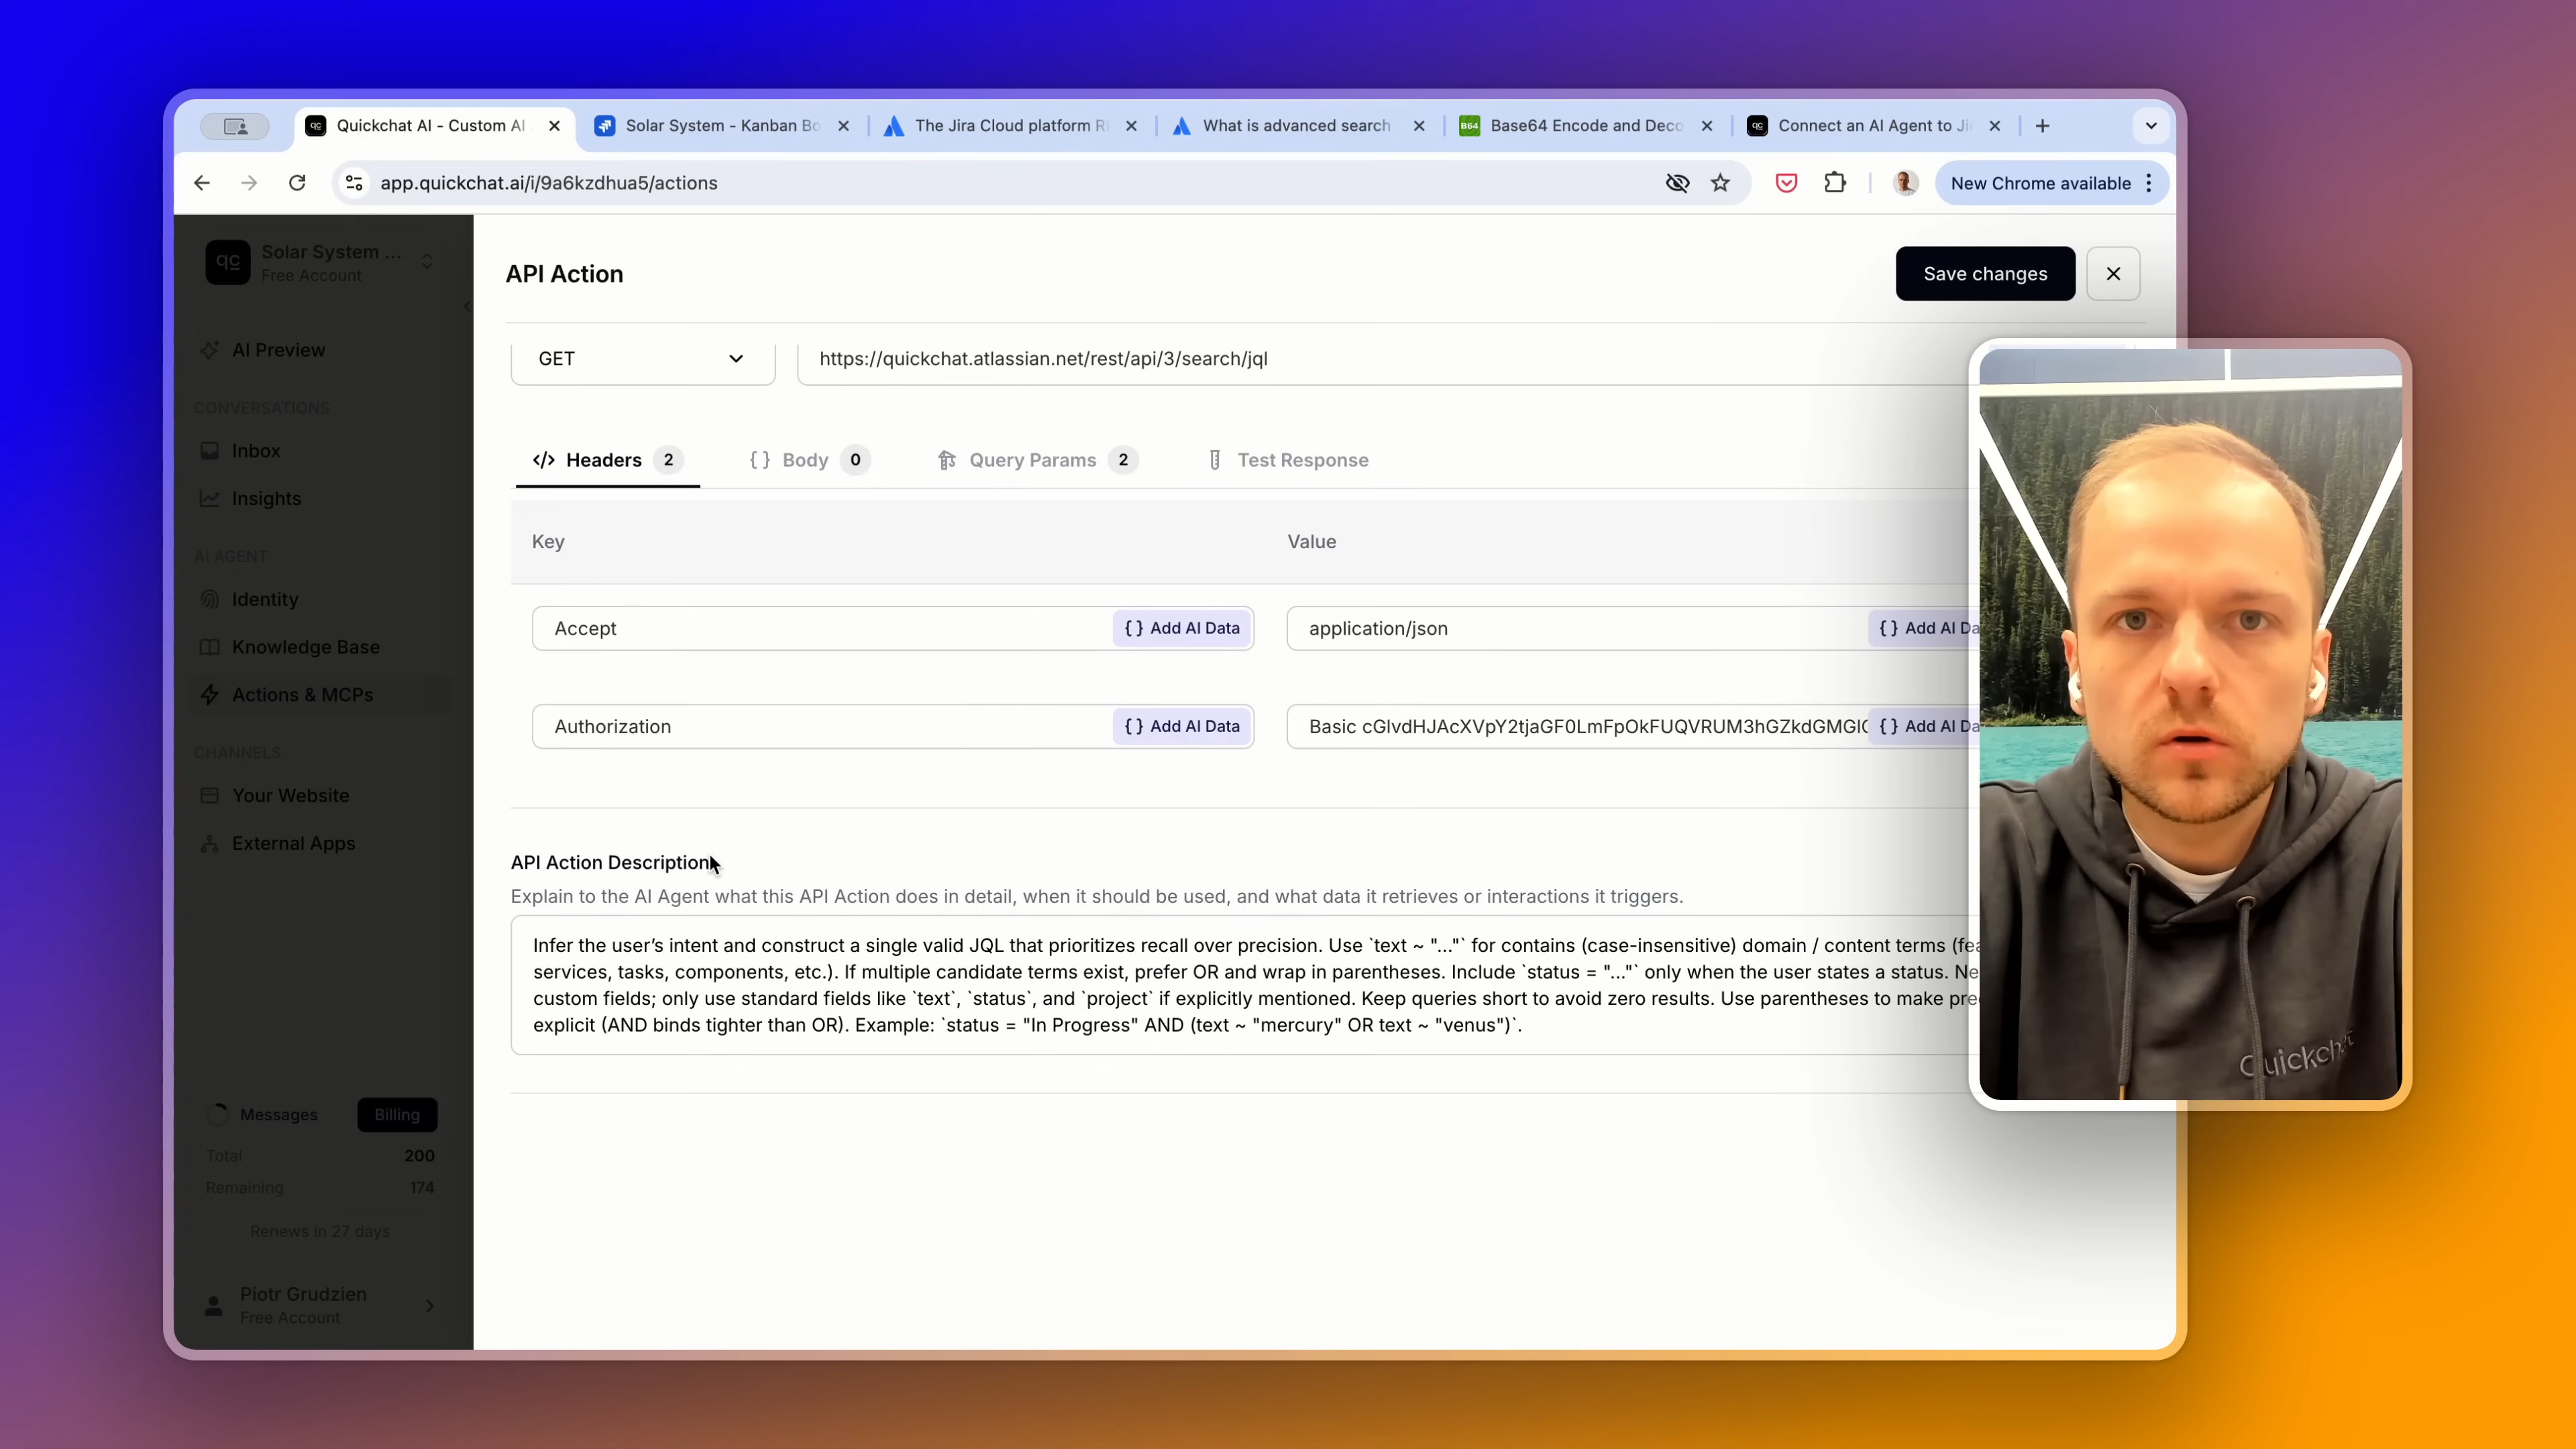 Quickchat AI - Custom AI
Solar System - Kanban Bo
The Jira Cloud platform R
What is advanced search
B64
Base64 Encode and Deco
Connect an AI Agent to Ji
app.quickchat.ai/i/9a6kzdhua5/actions
New Chrome available
qc
Solar System ...
Free Account
API Action
Save changes
AI Preview
GET
https://quickchat.atlassian.net/rest/api/3/search/jql
CONVERSATIONS
Inbox
Insights
Headers 2
Body 0
Query Params 2
Test Response
AI AGENT
Identity
Knowledge Base
Actions & MCPs
CHANNELS
Your Website
External Apps
Key
Value
Accept
{ } Add AI Data
application/json
{ } Add AI Da
Authorization
{ } Add AI Data
Basic
{ } Add AI Da
API Action Description
Explain to the AI Agent what this API Action does in detail, when it should be used, and what data it retrieves or interactions it triggers.
Infer the user’s intent and construct a single valid JQL that prioritizes recall over precision. Use `text ~ "..."` for contains (case-insensitive) domain / content terms (fea
services, tasks, components, etc.). If multiple candidate terms exist, prefer OR and wrap in parentheses. Include `status = "..."` only when the user states a status. Ne
custom fields; only use standard fields like `text`, `status`, and `project` if explicitly mentioned. Keep queries short to avoid zero results. Use parentheses to make pre
explicit (AND binds tighter than OR). Example: `status = "In Progress" AND (text ~ "mercury" OR text ~ "venus")`.
Messages
Billing
Total 200
Remaining 174
Renews in 27 days
Piotr Grudzien
Free Account
Quickchat